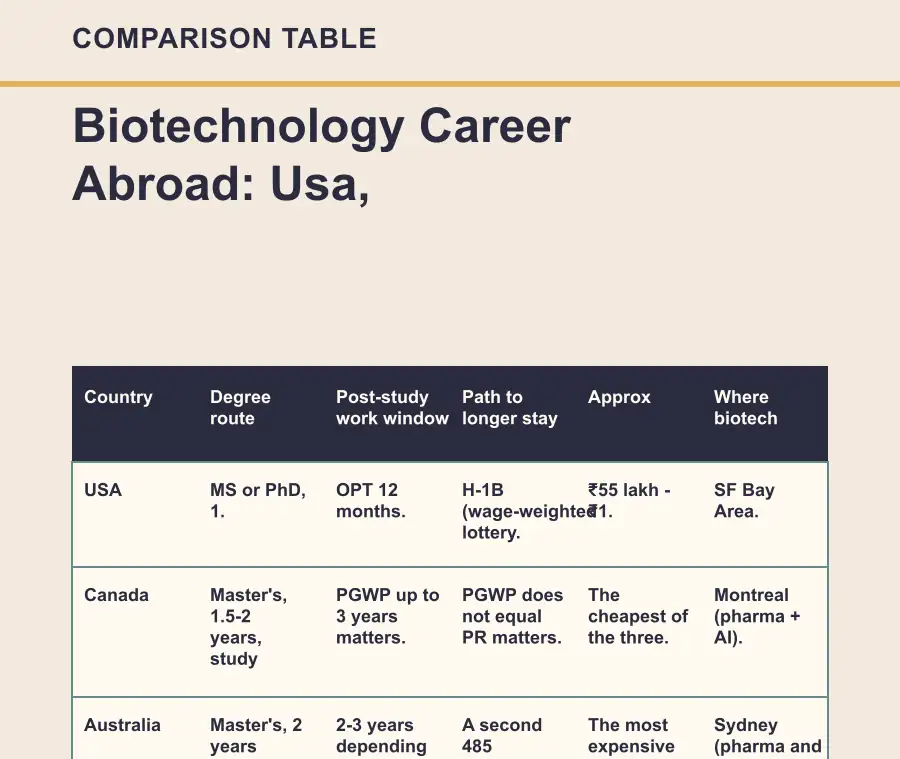 COMPARISON TABLE
Biotechnology Career
Abroad: Usa,
Country
Degree
route
Post-study
work window
Path to
longer stay
Approx
Where
biotech
USA
MS or PhD,
1.
OPT 12
months.
H-1B
(wage-weighted
lottery.
₹55 lakh -
₹1.
SF Bay
Area.
Canada
Master's,
1.5-2
years,
study
PGWP up to
3 years
matters.
PGWP does
not equal
PR matters.
The
cheapest of
the three.
Montreal
(pharma +
AI).
Australia
Master's, 2
years
2-3 years
depending
A second
485
The most
expensive
Sydney
(pharma and